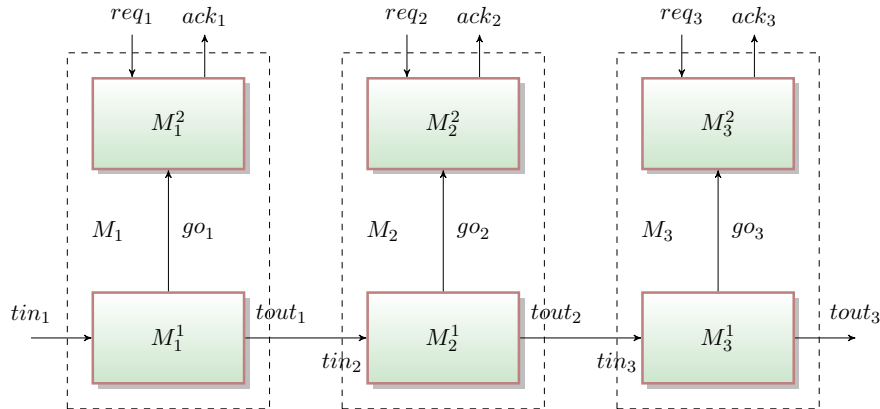 req₁ ack₁ req₂ ack₂ req₃ ack₃
M₁² M₂² M₃²
M₁ go₁ M₂ go₂ M₃ go₃
tin₁ M₁¹ tout₁ tin₂ M₂¹ tout₂ tin₃ M₃¹ tout₃